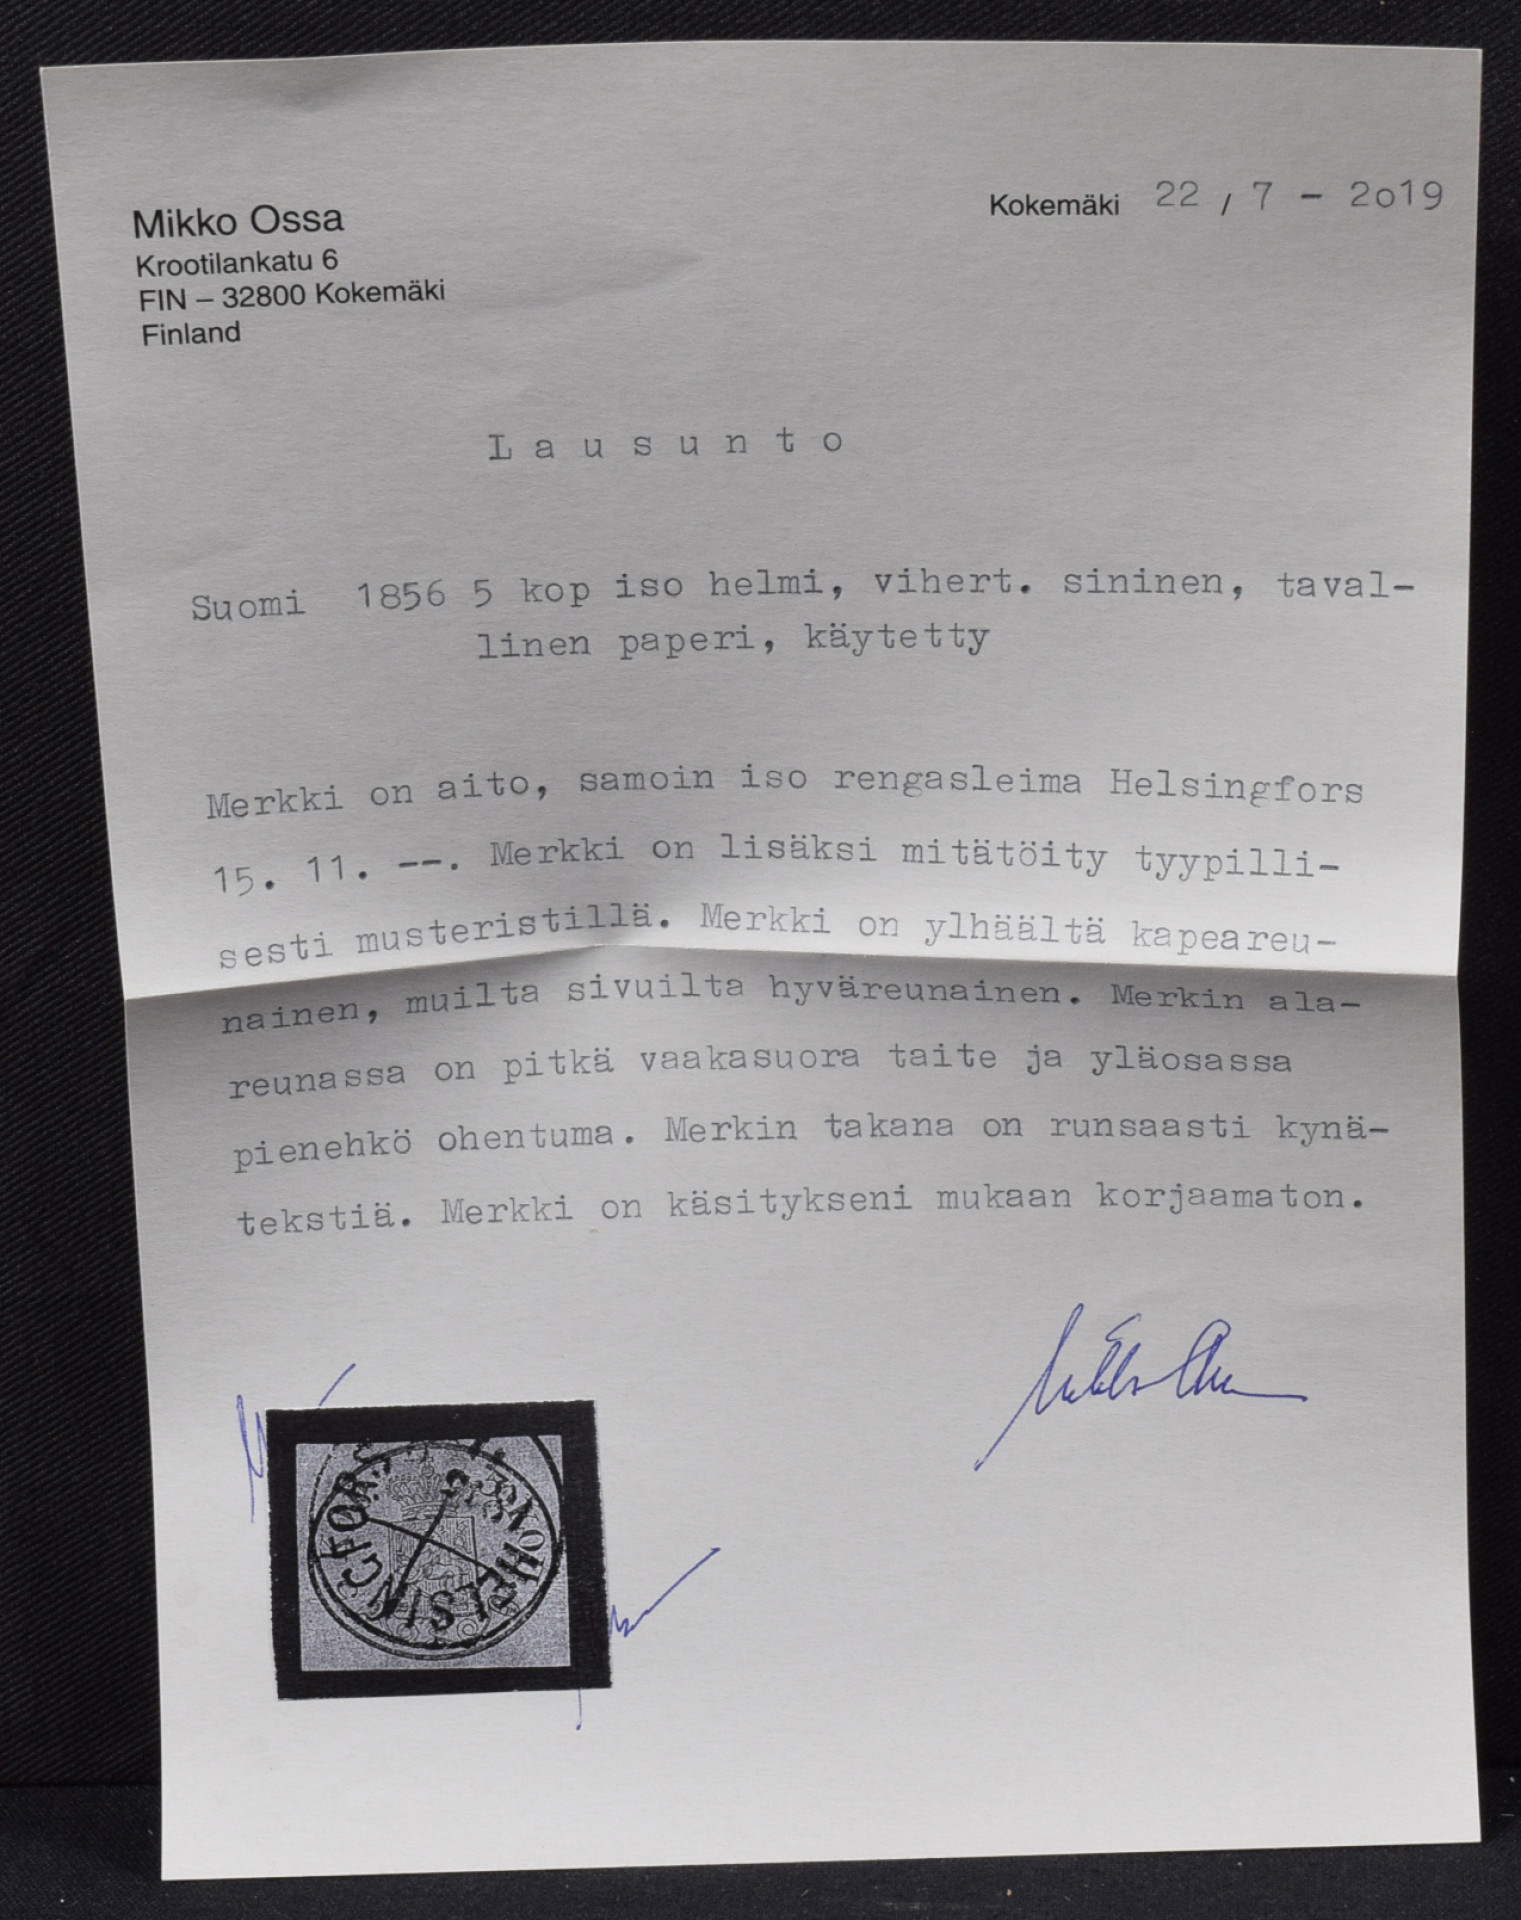 Mikko Ossa
Krootilankatu 6
FIN – 32800 Kokemäki
Finland
Kokemäki 22 / 7 - 2o19
Lausunto
Suomi 1856 5 kop iso helmi, vihert. sininen, taval-
linen paperi, käytetty
Merkki on aito, samoin iso rengasleima Helsingfors
15. 11. --. Merkki on lisäksi mitätöity tyypilli-
sesti musteristillä. Merkki on ylhäältä kapeareu-
nainen, muilta sivuilta hyväreunainen. Merkin ala-
reunassa on pitkä vaakasuora taite ja yläosassa
pienehkö ohentuma. Merkin takana on runsaasti kynä-
tekstiä. Merkki on käsitykseni mukaan korjaamaton.
HELSINGFORS